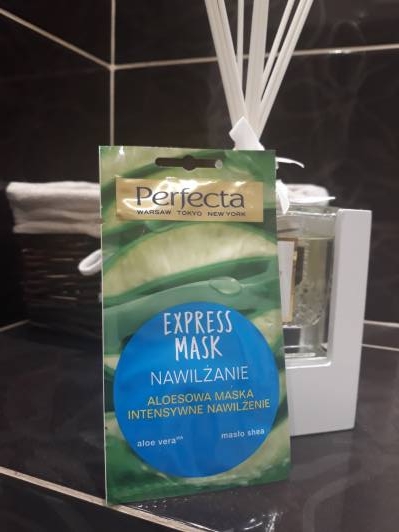 Perfecta
WARSAW TOKYO NEW YORK
EXPRESS
MASK
NAWILŻANIE
ALOESOWA MASKA
INTENSYWNE NAWILŻENIE
aloe vera
masło shea